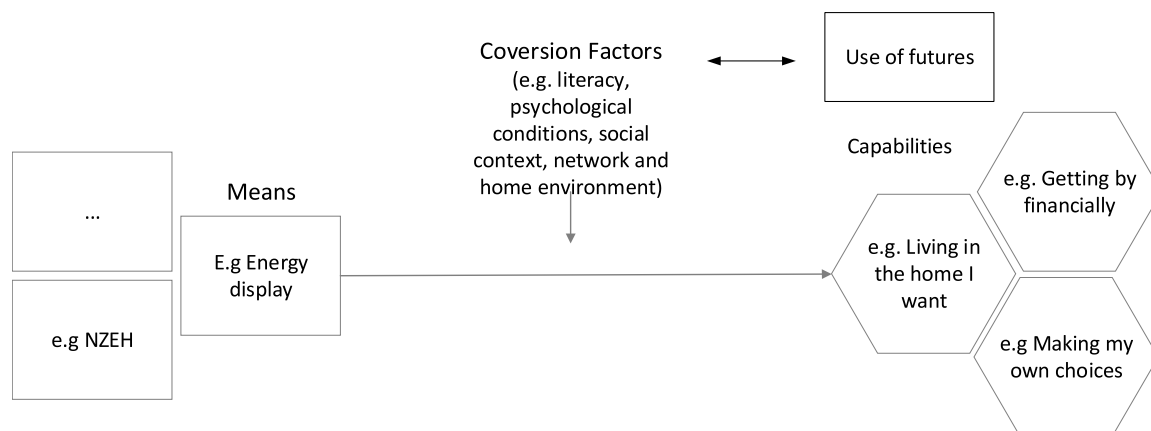 Coversion Factors
(e.g. literacy,
psychological
conditions, social
context, network and
home environment)
Use of futures
Capabilities
e.g. Getting by
financially
...
Means
E.g Energy
display
e.g. Living in
the home I
want
e.g NZEH
e.g Making my
own choices